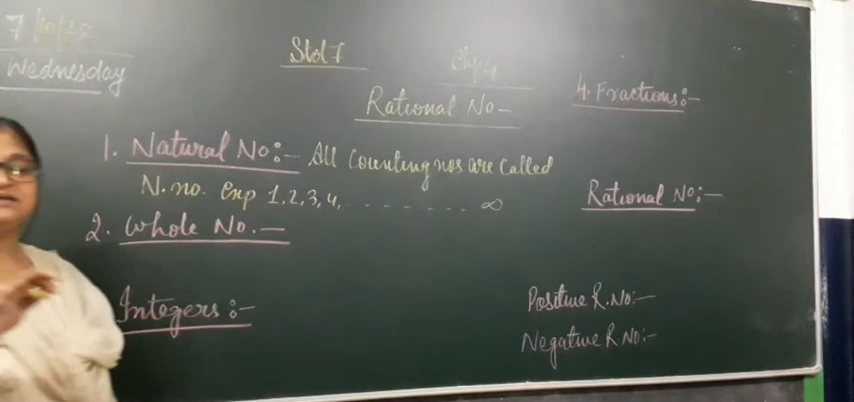 7
Wednesday
Std 7
Ch 4
Rational No -
1. Natural No:- All Counting nos are called
N. no. exp 1, 2, 3, 4, - - - - - - - ∞
2. Whole No. -
Integers :-
4. Fractions:-
Rational No:-
Positive R. No:-
Negative R No:-